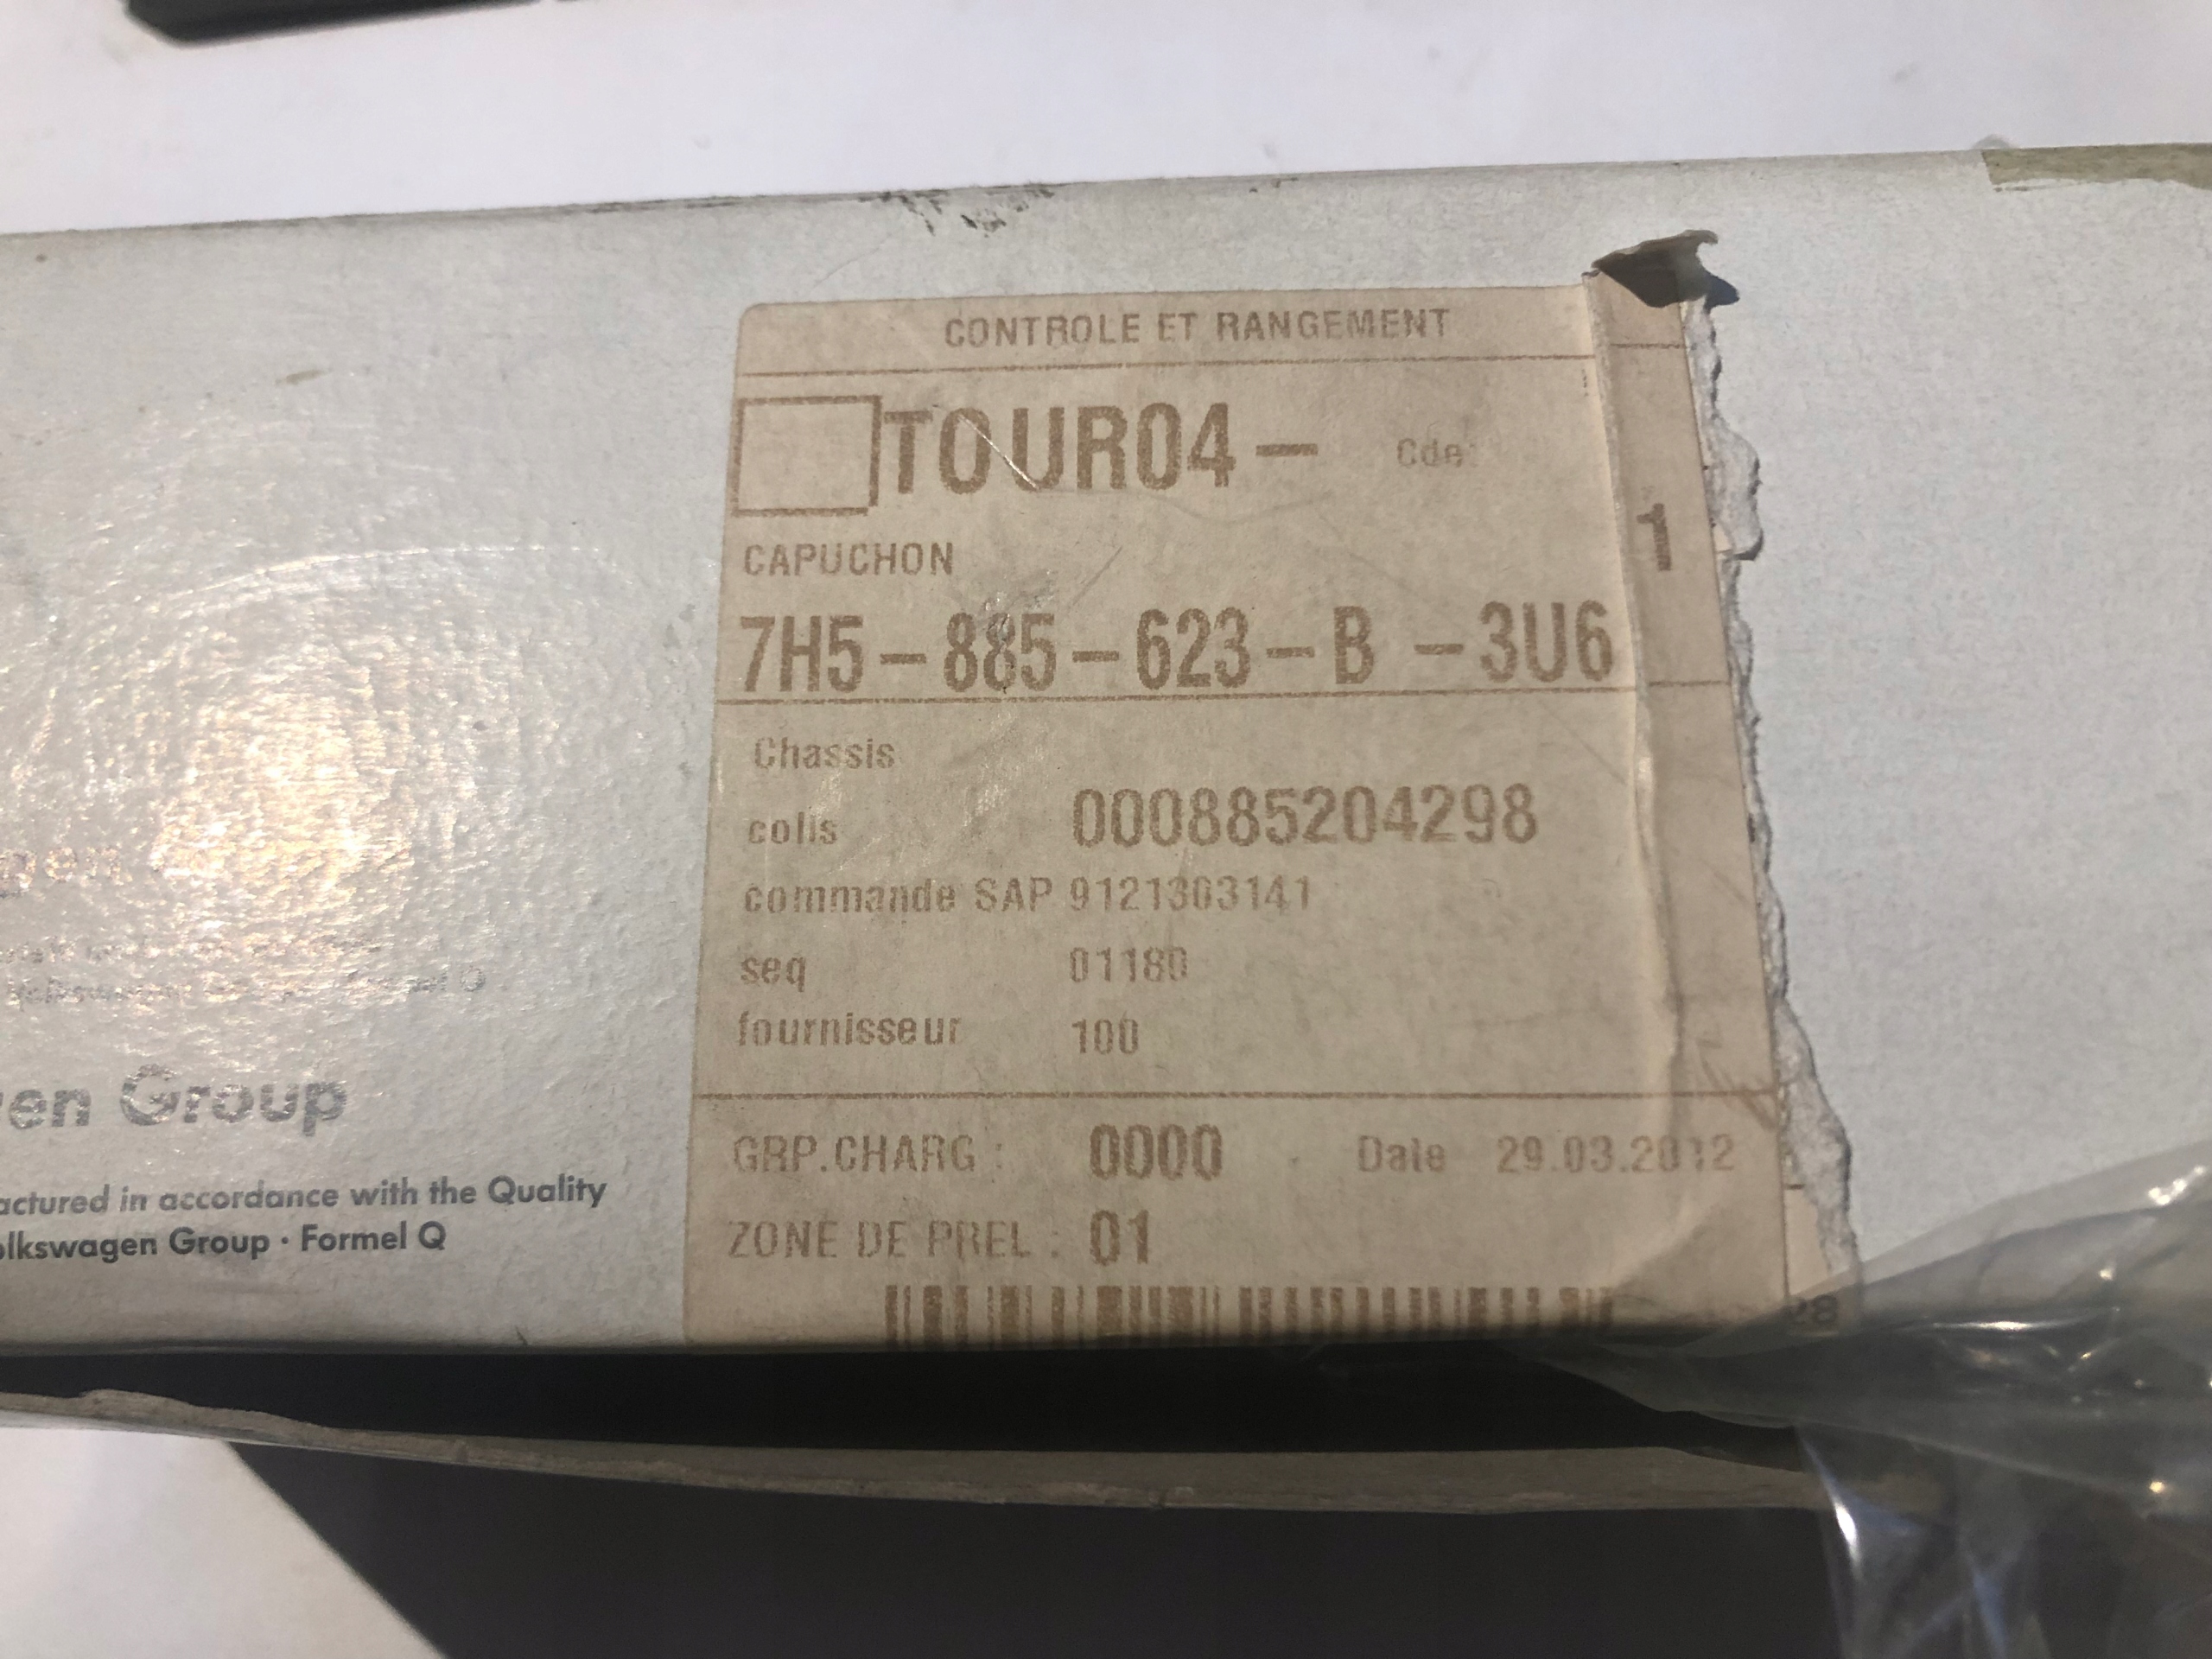 CONTROLE ET RANGEMENT
TOUR04- Cde
1
CAPUCHON
7H5-885-623-B -3U6
Chassis
colis 000885204298
commande SAP 9121303141
seq 01180
fournisseur 100
GRP.CHARG : 0000 Date 29.03.2012
ZONE DE PREL : 01
28
en Group
actured in accordance with the Quality
olkswagen Group · Formel Q